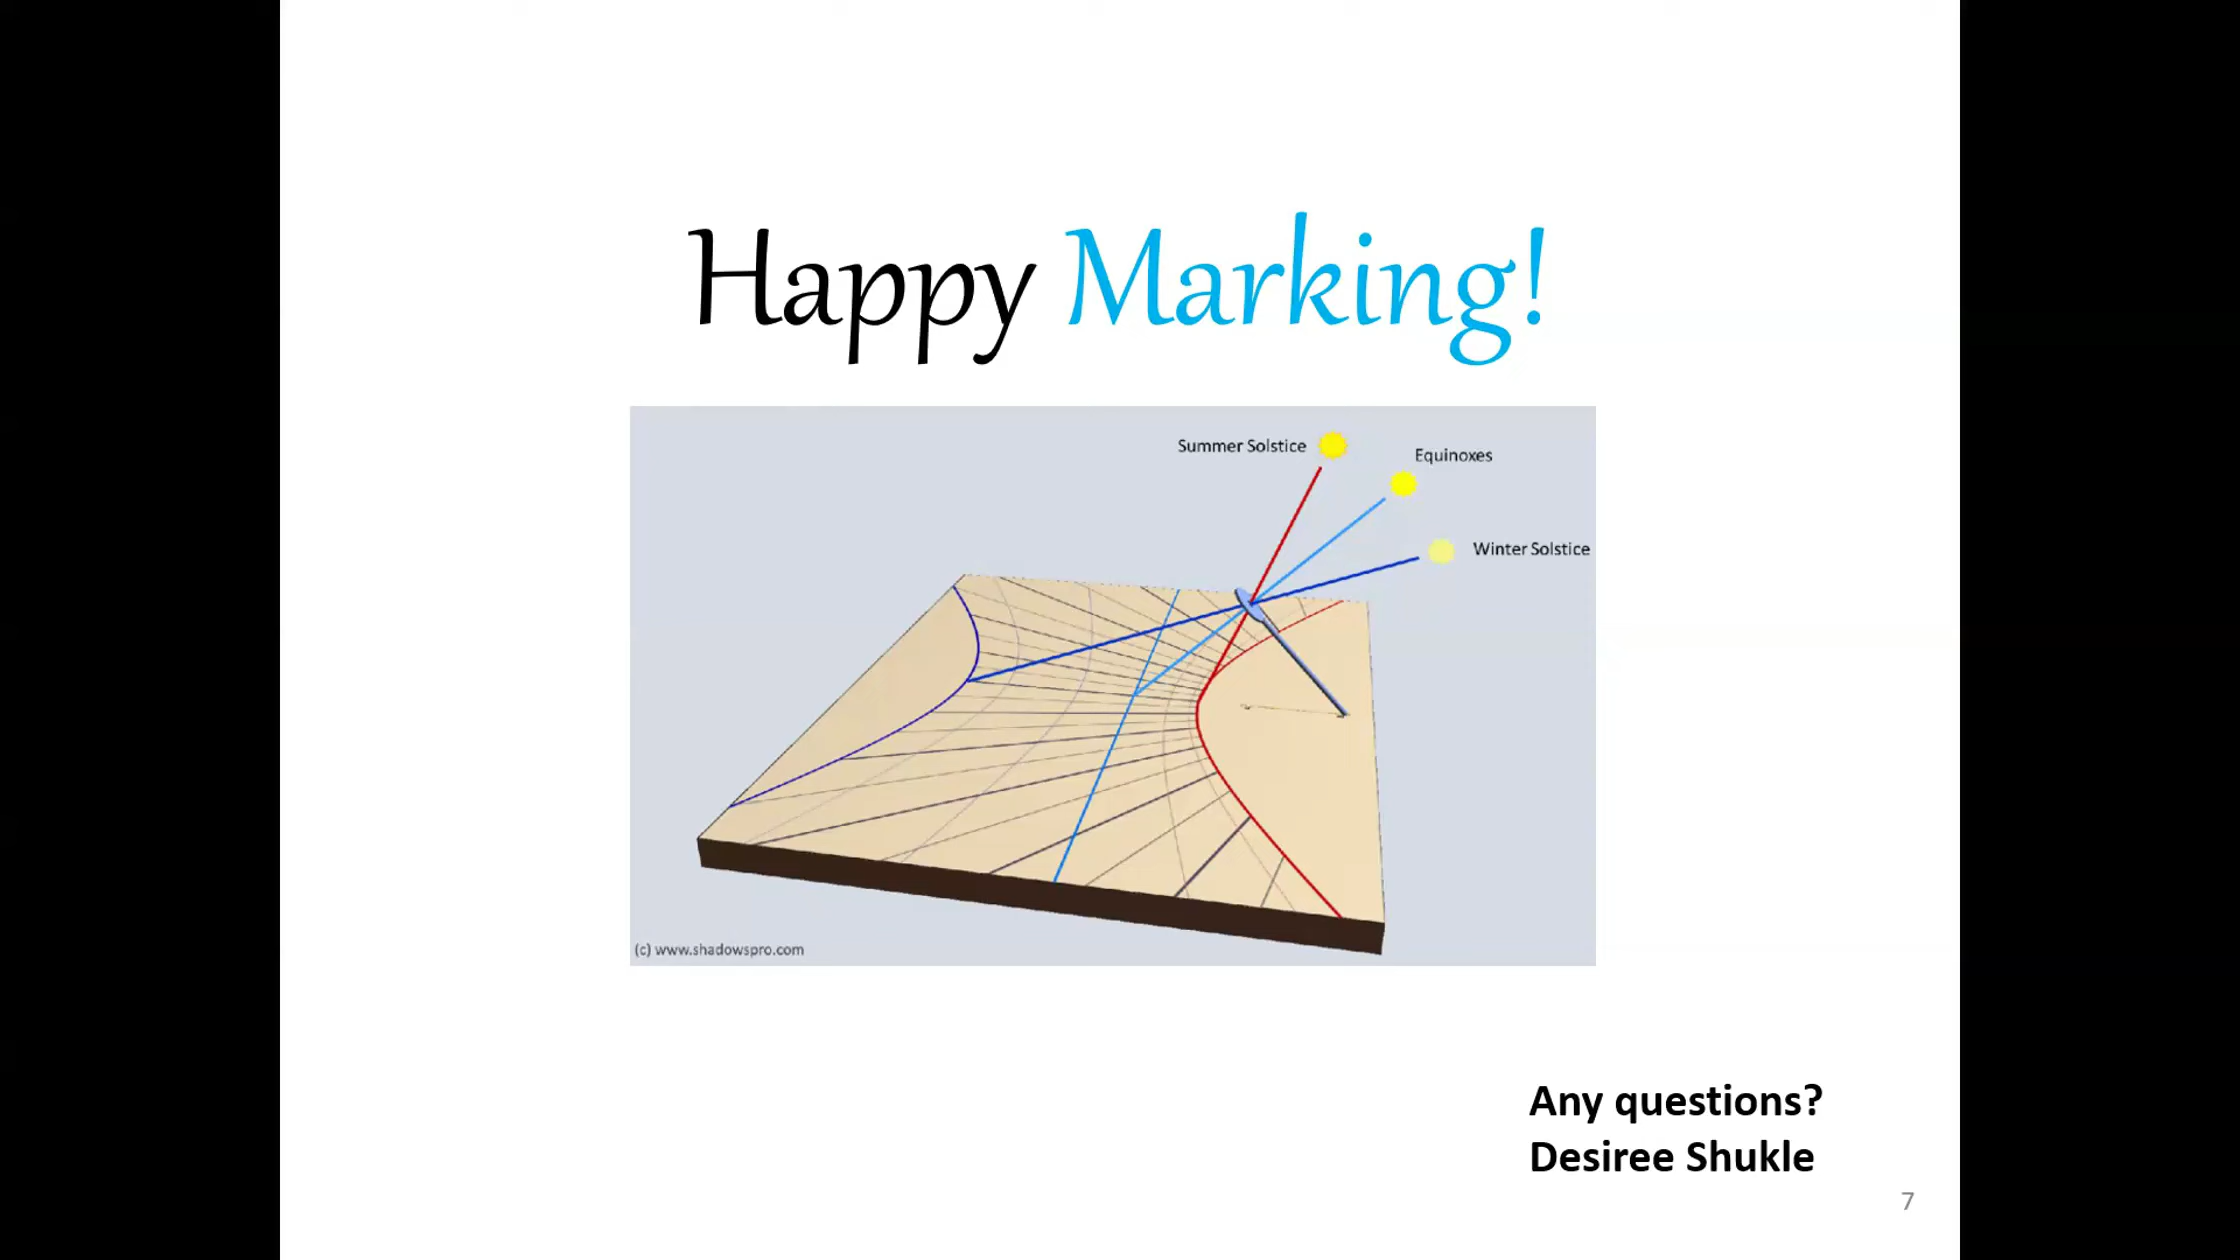 Happy Marking!
Summer Solstice
Equinoxes
Winter Solstice
(c) www.shadowspro.com
Any questions?
Desiree Shukle
7